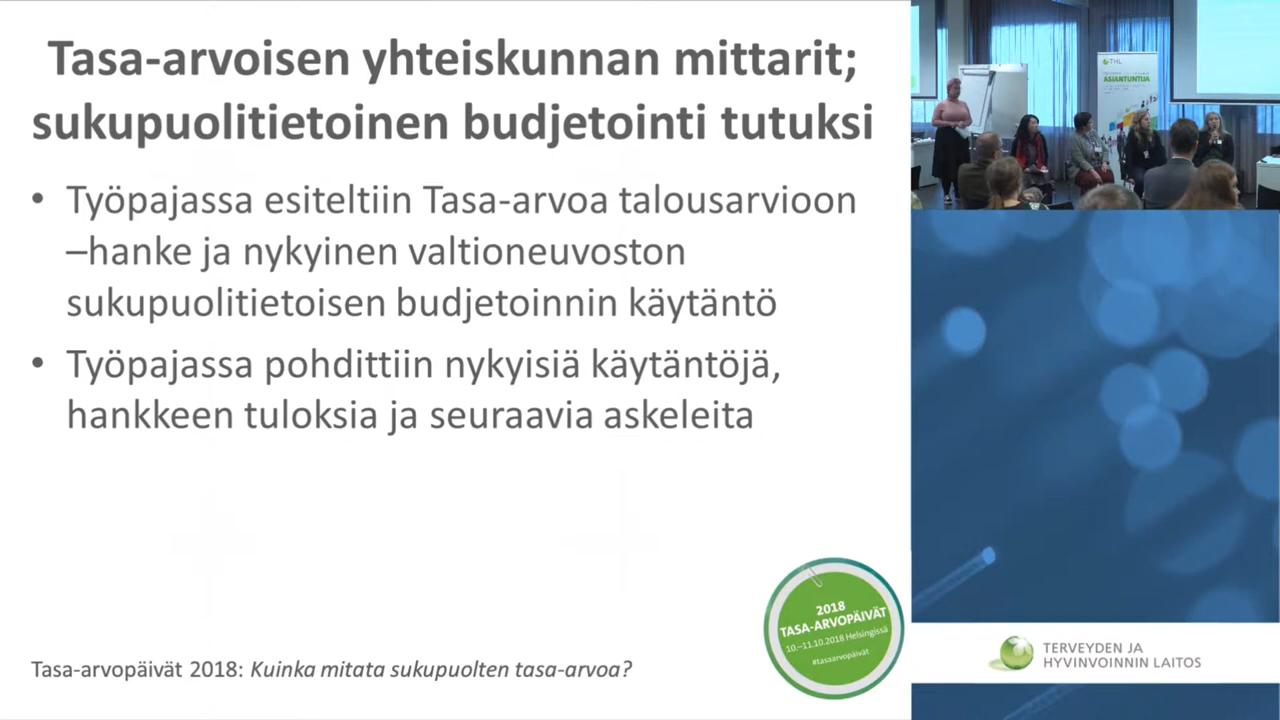 Tasa-arvoisen yhteiskunnan mittarit;
sukupuolitietoinen budjetointi tutuksi
• Työpajassa esiteltiin Tasa-arvoa talousarvioon
–hanke ja nykyinen valtioneuvoston
sukupuolitietoisen budjetoinnin käytäntö
• Työpajassa pohdittiin nykyisiä käytäntöjä,
hankkeen tuloksia ja seuraavia askeleita
2018
TASA-ARVOPÄIVÄT
10.–11.10.2018 Helsingissä
#tasaarvopäivät
Tasa-arvopäivät 2018: Kuinka mitata sukupuolten tasa-arvoa?
THL
ASIANTUNTIJA
TERVEYDEN JA
HYVINVOINNIN LAITOS